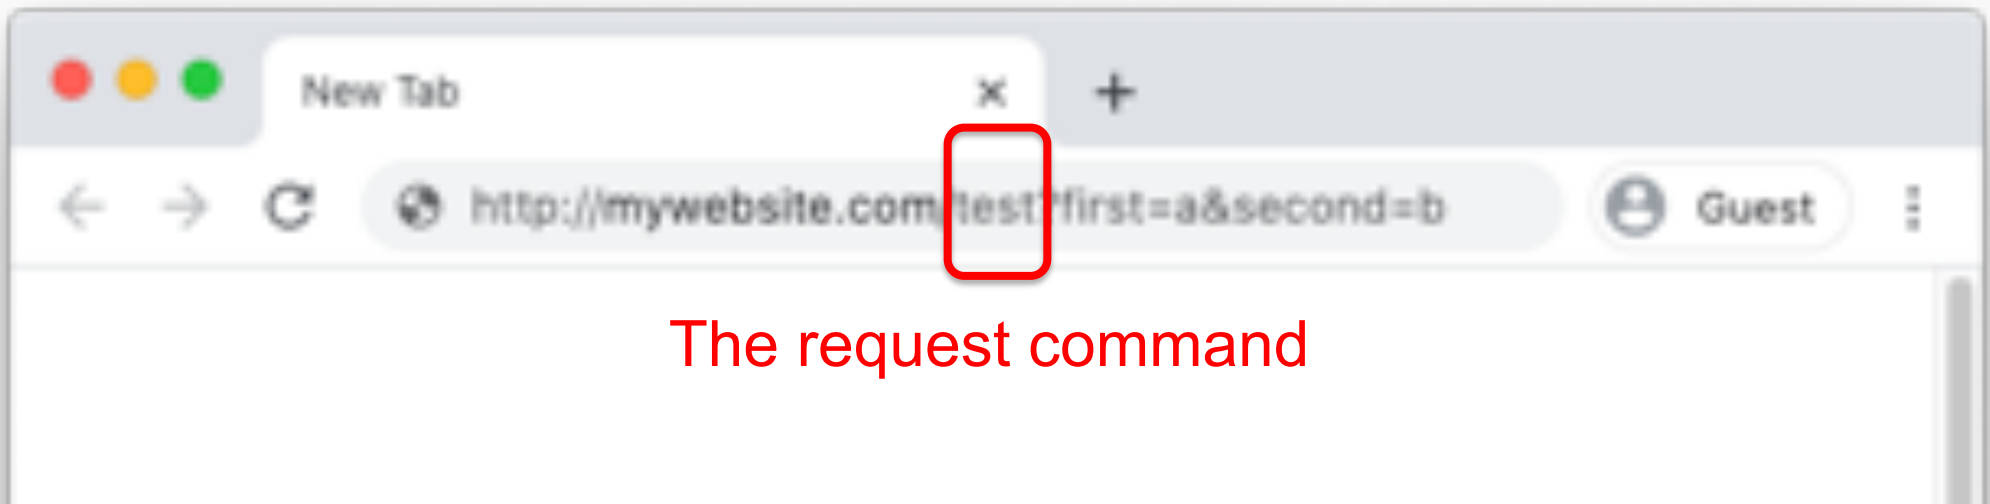 New Tab
http://mywebsite.com/test?first=a&second=b
Guest
The request command